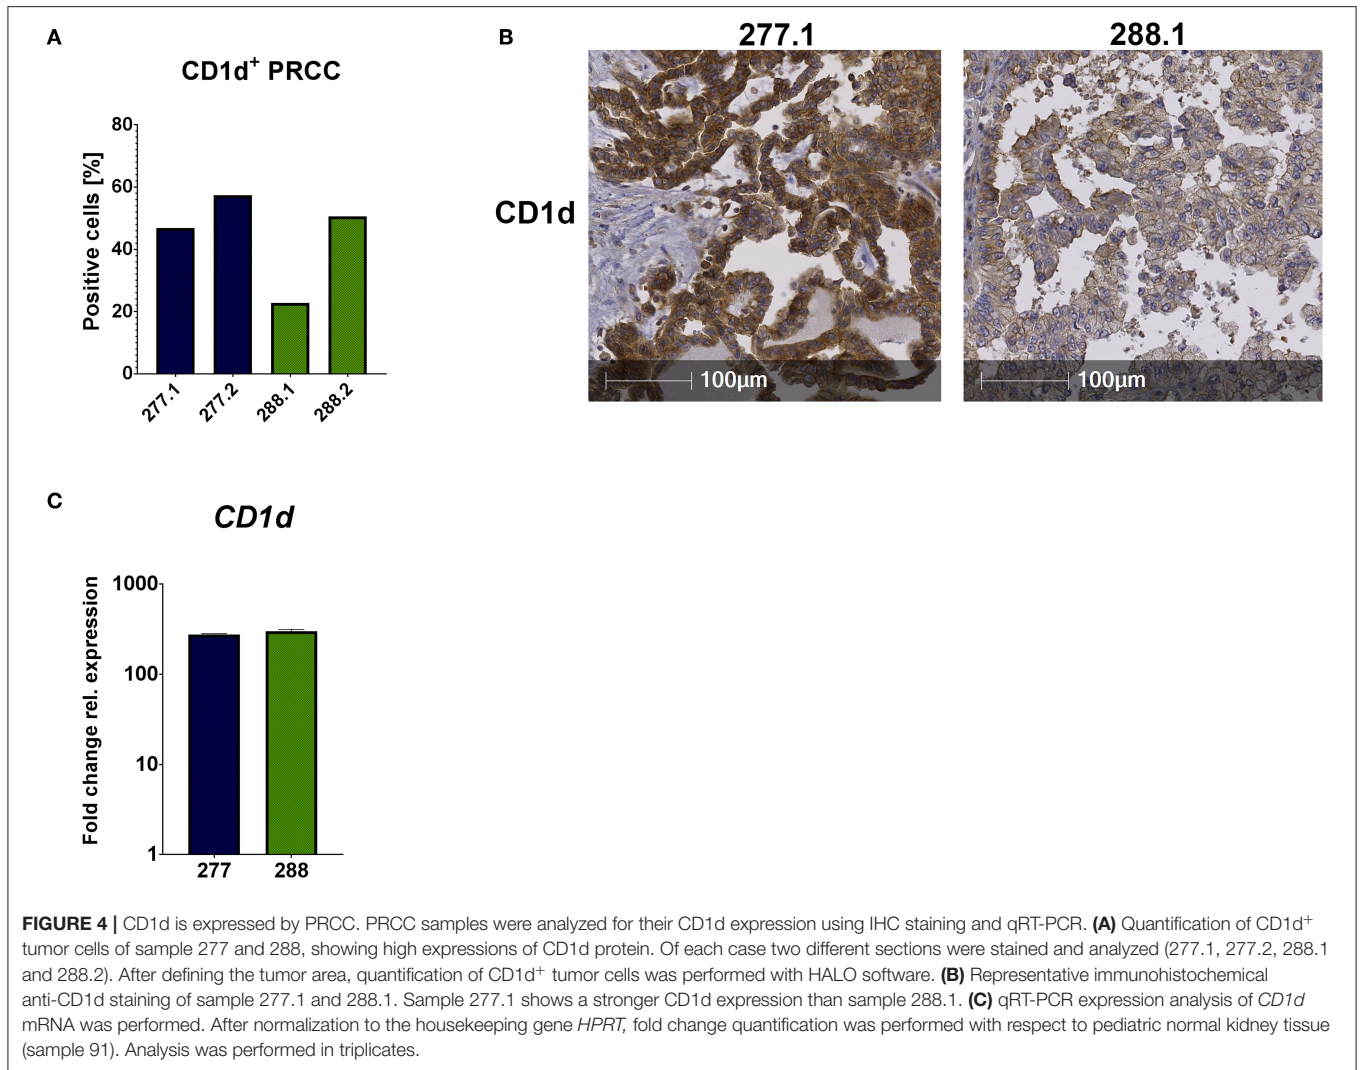 A
CD1d+ PRCC
Positive cells [%]
80
60
40
20
0
277.1
277.2
288.1
288.2
B
277.1
288.1
CD1d
100µm
100µm
C
CD1d
Fold change rel. expression
1000
100
10
1
277
288
FIGURE 4 | CD1d is expressed by PRCC. PRCC samples were analyzed for their CD1d expression using IHC staining and qRT-PCR. (A) Quantification of CD1d+
tumor cells of sample 277 and 288, showing high expressions of CD1d protein. Of each case two different sections were stained and analyzed (277.1, 277.2, 288.1
and 288.2). After defining the tumor area, quantification of CD1d+ tumor cells was performed with HALO software. (B) Representative immunohistochemical
anti-CD1d staining of sample 277.1 and 288.1. Sample 277.1 shows a stronger CD1d expression than sample 288.1. (C) qRT-PCR expression analysis of CD1d
mRNA was performed. After normalization to the housekeeping gene HPRT, fold change quantification was performed with respect to pediatric normal kidney tissue
(sample 91). Analysis was performed in triplicates.